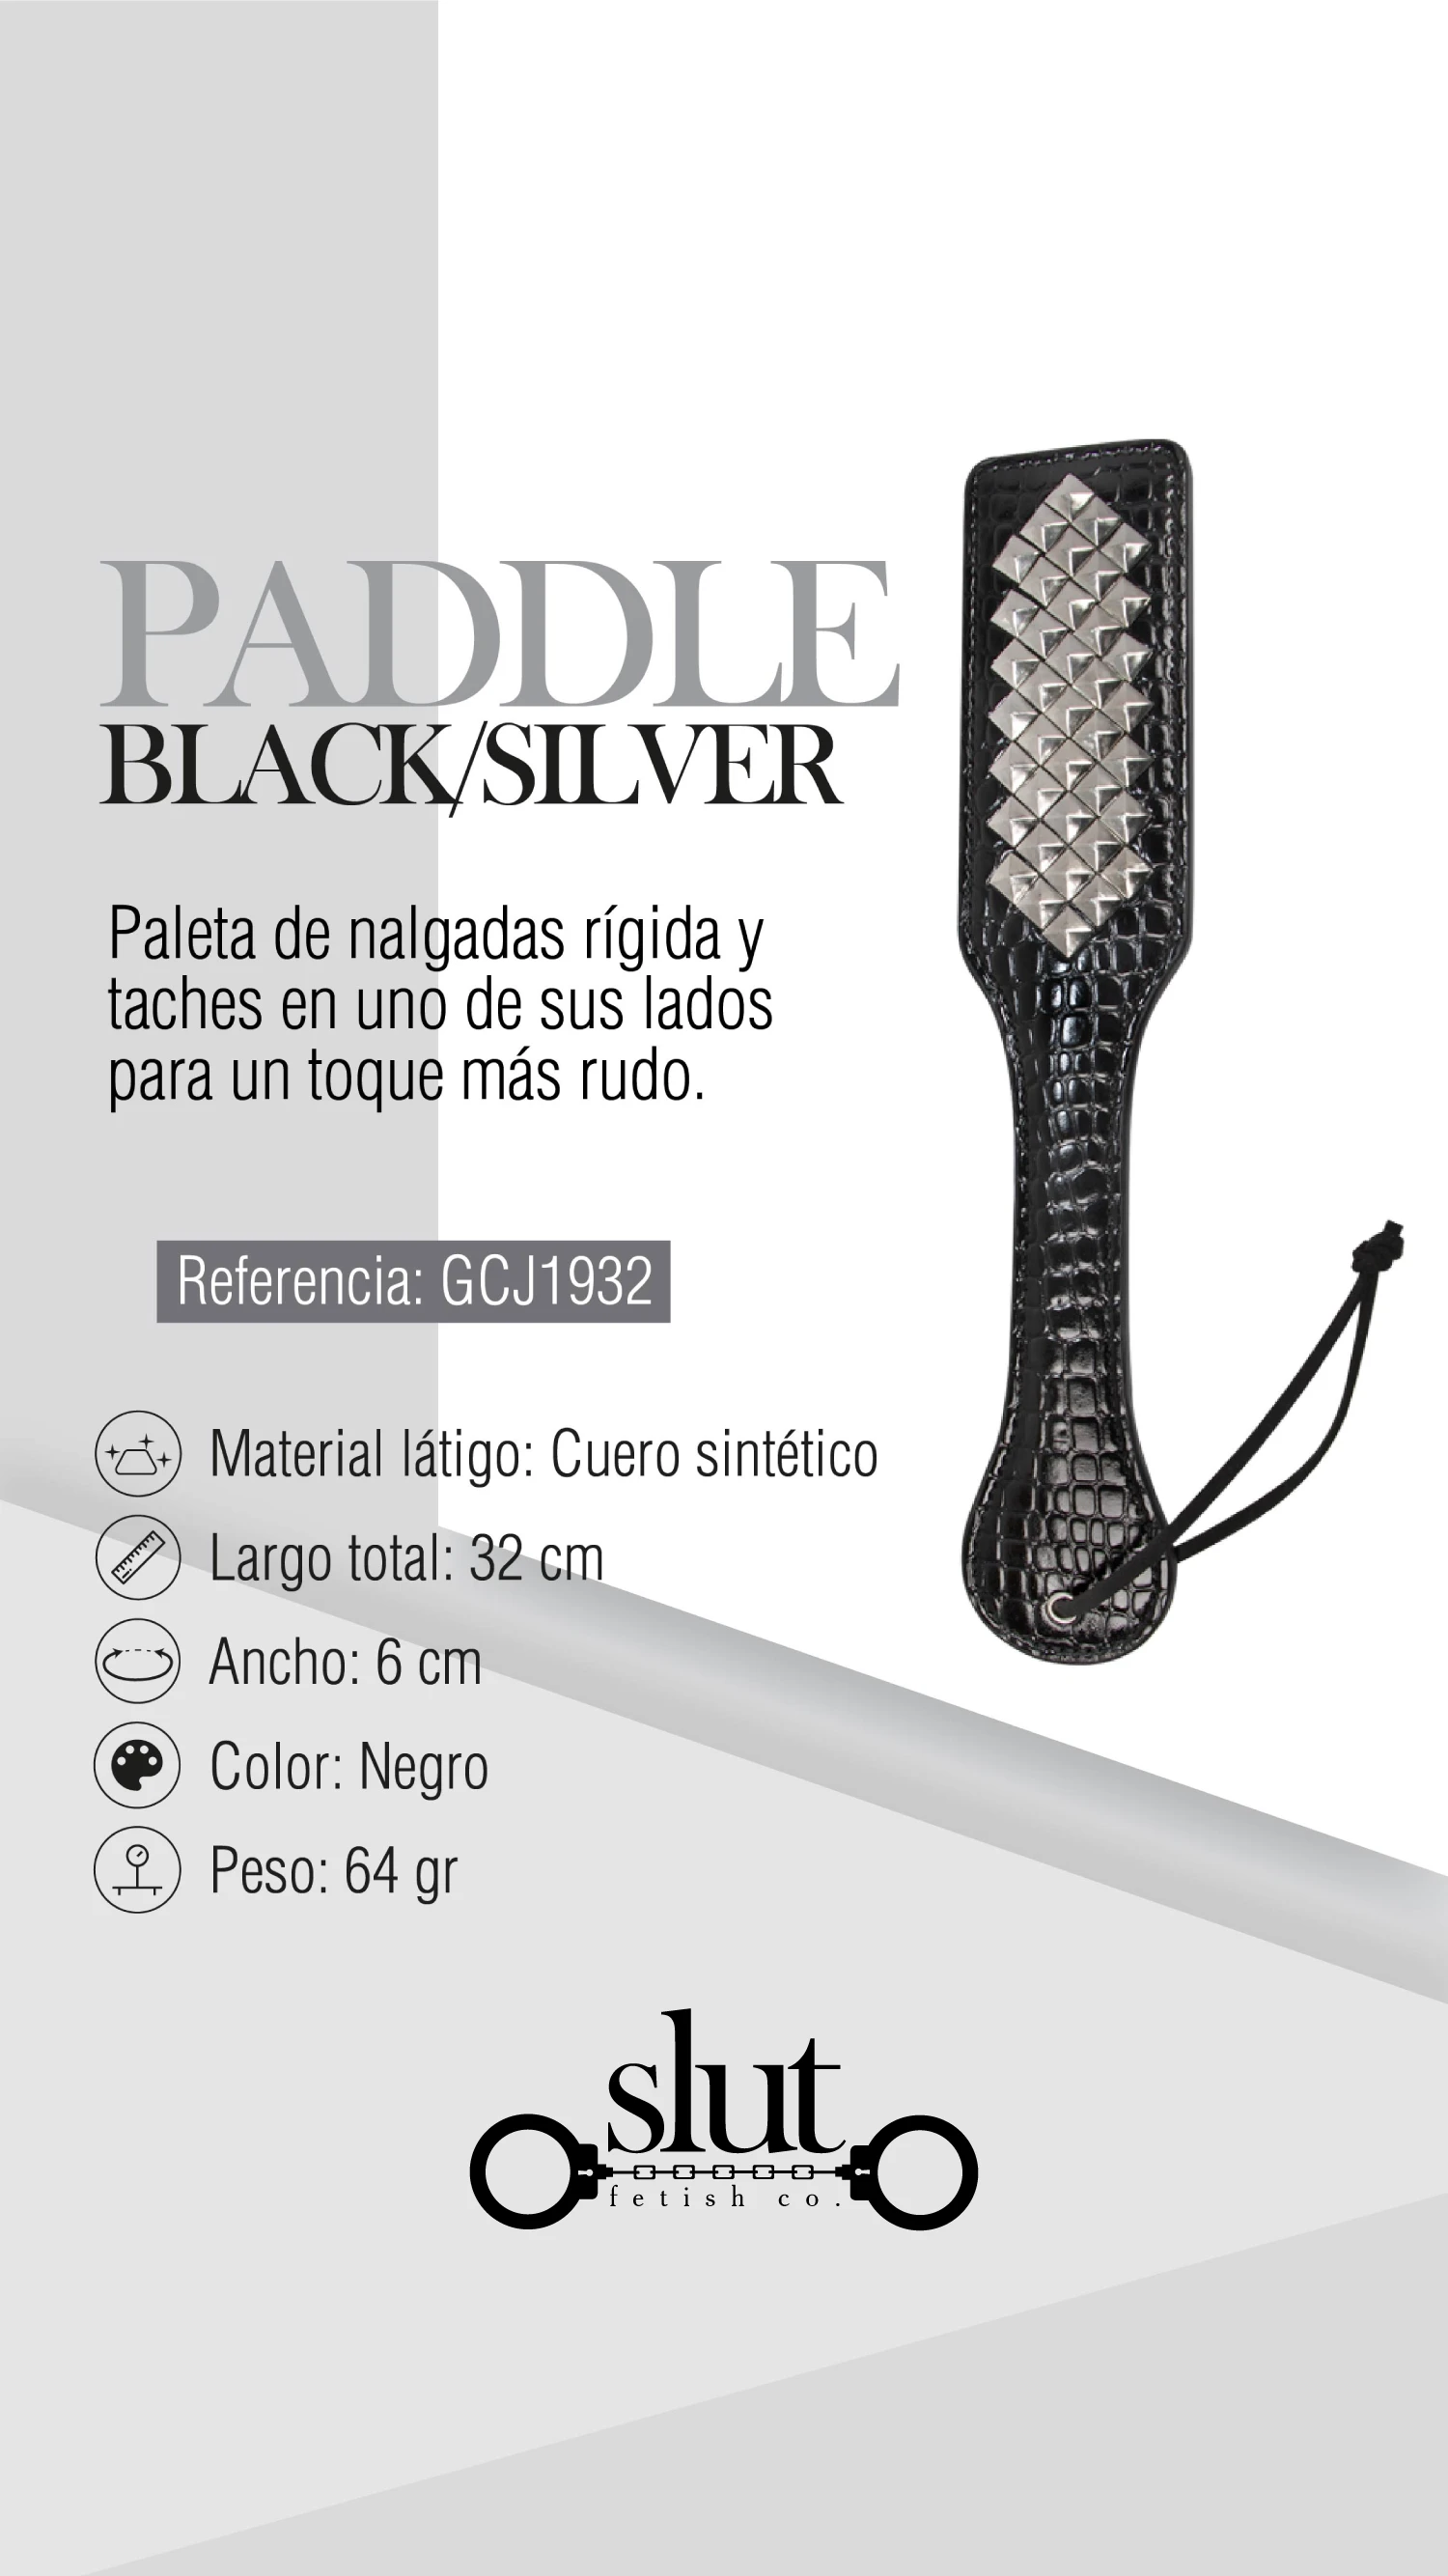 PADDLE
BLACK/SILVER
Paleta de nalgadas rígida y
taches en uno de sus lados
para un toque más rudo.
Referencia: GCJ1932
Material látigo: Cuero sintético
Largo total: 32 cm
Ancho: 6 cm
Color: Negro
Peso: 64 gr
slut
fetish co.